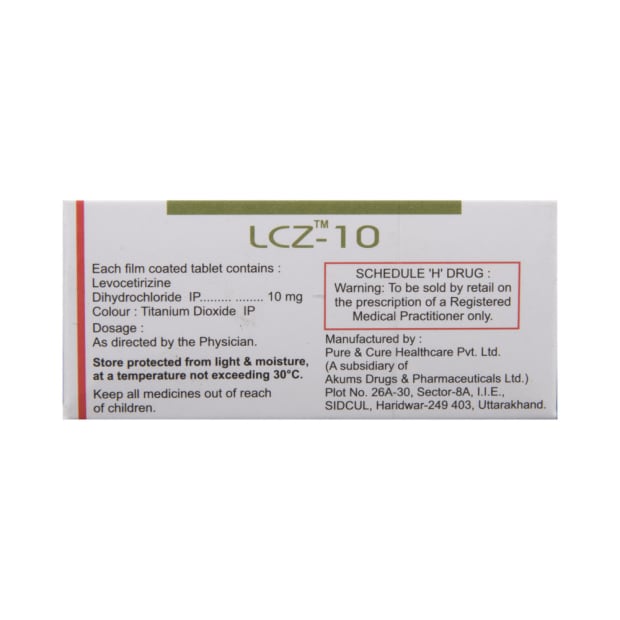 LCZ™-10
Each film coated tablet contains :
Levocetirizine
Dihydrochloride IP......... ........ 10 mg
Colour : Titanium Dioxide IP
Dosage :
As directed by the Physician.
Store protected from light & moisture,
at a temperature not exceeding 30°C.
Keep all medicines out of reach
of children.
SCHEDULE 'H' DRUG :
Warning: To be sold by retail on
the prescription of a Registered
Medical Practitioner only.
Manufactured by :
Pure & Cure Healthcare Pvt. Ltd.
(A subsidiary of
Akums Drugs & Pharmaceuticals Ltd.)
Plot No. 26A-30, Sector-8A, I.I.E.,
SIDCUL, Haridwar-249 403, Uttarakhand.